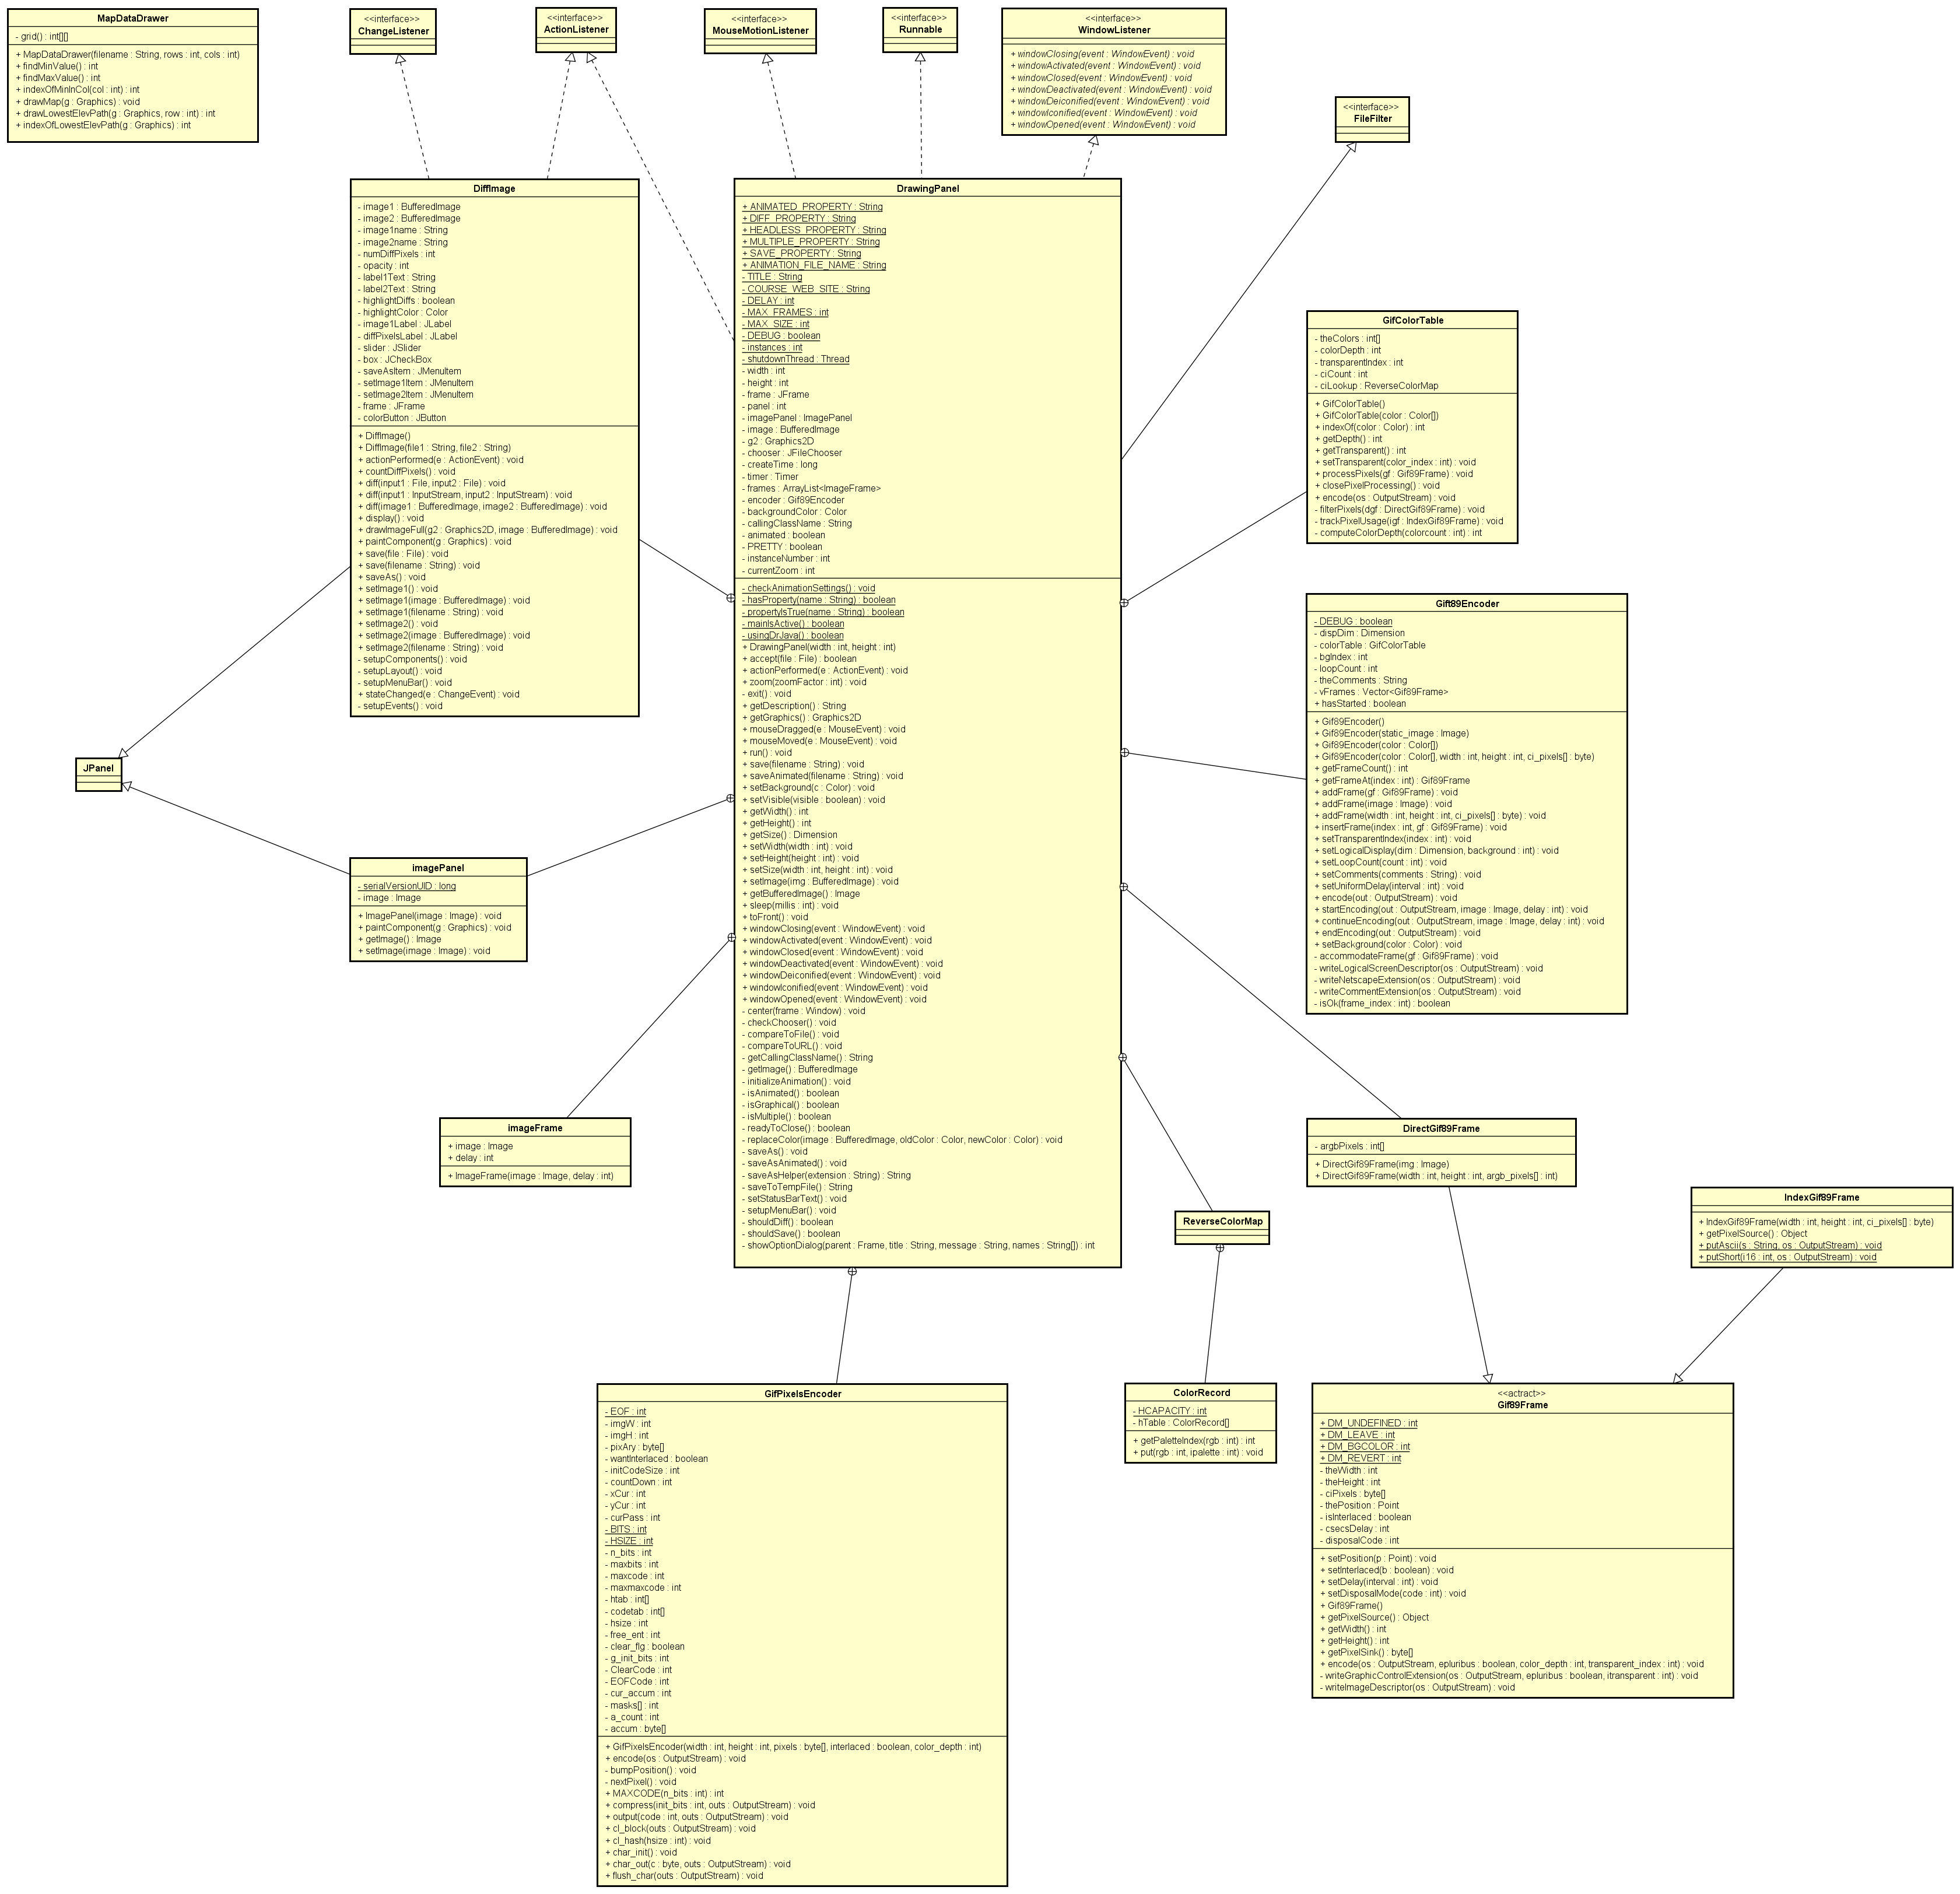 MapDataDrawer
- grid() : int[][]
+ MapDataDrawer(filename : String, rows : int, cols : int)
+ findMinValue() : int
+ findMaxValue() : int
+ indexOfMinInCol(col : int) : int
+ drawMap(g : Graphics) : void
+ drawLowestElevPath(g : Graphics, row : int) : int
+ indexOfLowestElevPath(g : Graphics) : int
<<interface>>
ChangeListener
<<interface>>
ActionListener
<<interface>>
MouseMotionListener
<<interface>>
Runnable
<<interface>>
WindowListener
+ windowClosing(event : WindowEvent) : void
+ windowActivated(event : WindowEvent) : void
+ windowClosed(event : WindowEvent) : void
+ windowDeactivated(event : WindowEvent) : void
+ windowDeiconified(event : WindowEvent) : void
+ windowIconified(event : WindowEvent) : void
+ windowOpened(event : WindowEvent) : void
<<interface>>
FileFilter
DiffImage
- image1 : BufferedImage
- image2 : BufferedImage
- image1name : String
- image2name : String
- numDiffPixels : int
- opacity : int
- label1Text : String
- label2Text : String
- highlightDiffs : boolean
- highlightColor : Color
- image1Label : JLabel
- diffPixelsLabel : JLabel
- slider : JSlider
- box : JCheckBox
- saveAsItem : JMenuItem
- setImage1Item : JMenuItem
- setImage2Item : JMenuItem
- frame : JFrame
- colorButton : JButton
+ DiffImage()
+ DiffImage(file1 : String, file2 : String)
+ actionPerformed(e : ActionEvent) : void
+ countDiffPixels() : void
+ diff(input1 : File, input2 : File) : void
+ diff(input1 : InputStream, input2 : InputStream) : void
+ diff(image1 : BufferedImage, image2 : BufferedImage) : void
+ display() : void
+ drawImageFull(g2 : Graphics2D, image : BufferedImage) : void
+ paintComponent(g : Graphics) : void
+ save(file : File) : void
+ save(filename : String) : void
+ saveAs() : void
+ setImage1() : void
+ setImage1(image : BufferedImage) : void
+ setImage1(filename : String) : void
+ setImage2() : void
+ setImage2(image : BufferedImage) : void
+ setImage2(filename : String) : void
- setupComponents() : void
- setupLayout() : void
- setupMenuBar() : void
+ stateChanged(e : ChangeEvent) : void
- setupEvents() : void
DrawingPanel
+ ANIMATED_PROPERTY : String
+ DIFF_PROPERTY : String
+ HEADLESS_PROPERTY : String
+ MULTIPLE_PROPERTY : String
+ SAVE_PROPERTY : String
+ ANIMATION_FILE_NAME : String
- TITLE : String
- COURSE_WEB_SITE : String
- DELAY : int
- MAX_FRAMES : int
- MAX_SIZE : int
- DEBUG : boolean
- instances : int
- shutdownThread : Thread
- width : int
- height : int
- frame : JFrame
- panel : int
- imagePanel : ImagePanel
- image : BufferedImage
- g2 : Graphics2D
- chooser : JFileChooser
- createTime : long
- timer : Timer
- frames : ArrayList<ImageFrame>
- encoder : Gif89Encoder
- backgroundColor : Color
- callingClassName : String
- animated : boolean
- PRETTY : boolean
- instanceNumber : int
- currentZoom : int
- checkAnimationSettings() : void
- hasProperty(name : String) : boolean
- propertyIsTrue(name : String) : boolean
- mainIsActive() : boolean
- usingDrJava() : boolean
+ DrawingPanel(width : int, height : int)
+ accept(file : File) : boolean
+ actionPerformed(e : ActionEvent) : void
+ zoom(zoomFactor : int) : void
- exit() : void
+ getDescription() : String
+ getGraphics() : Graphics2D
+ mouseDragged(e : MouseEvent) : void
+ mouseMoved(e : MouseEvent) : void
+ run() : void
+ save(filename : String) : void
+ saveAnimated(filename : String) : void
+ setBackground(c : Color) : void
+ setVisible(visible : boolean) : void
+ getWidth() : int
+ getHeight() : int
+ getSize() : Dimension
+ setWidth(width : int) : void
+ setHeight(height : int) : void
+ setSize(width : int, height : int) : void
+ setImage(img : BufferedImage) : void
+ getBufferedImage() : Image
+ sleep(millis : int) : void
+ toFront() : void
+ windowClosing(event : WindowEvent) : void
+ windowActivated(event : WindowEvent) : void
+ windowClosed(event : WindowEvent) : void
+ windowDeactivated(event : WindowEvent) : void
+ windowDeiconified(event : WindowEvent) : void
+ windowIconified(event : WindowEvent) : void
+ windowOpened(event : WindowEvent) : void
- center(frame : Window) : void
- checkChooser() : void
- compareToFile() : void
- compareToURL() : void
- getCallingClassName() : String
- getImage() : BufferedImage
- initializeAnimation() : void
- isAnimated() : boolean
- isGraphical() : boolean
- isMultiple() : boolean
- readyToClose() : boolean
- replaceColor(image : BufferedImage, oldColor : Color, newColor : Color) : void
- saveAs() : void
- saveAsAnimated() : void
- saveAsHelper(extension : String) : String
- saveToTempFile() : String
- setStatusBarText() : void
- setupMenuBar() : void
- shouldDiff() : boolean
- shouldSave() : boolean
- showOptionDialog(parent : Frame, title : String, message : String, names : String[]) : int
GifColorTable
- theColors : int[]
- colorDepth : int
- transparentIndex : int
- ciCount : int
- ciLookup : ReverseColorMap
+ GifColorTable()
+ GifColorTable(color : Color[])
+ indexOf(color : Color) : int
+ getDepth() : int
+ getTransparent() : int
+ setTransparent(color_index : int) : void
+ processPixels(gf : Gif89Frame) : void
+ closePixelProcessing() : void
+ encode(os : OutputStream) : void
- filterPixels(dgf : DirectGif89Frame) : void
- trackPixelUsage(igf : IndexGif89Frame) : void
- computeColorDepth(colorcount : int) : int
Gift89Encoder
- DEBUG : boolean
- dispDim : Dimension
- colorTable : GifColorTable
- bgIndex : int
- loopCount : int
- theComments : String
- vFrames : Vector<Gif89Frame>
+ hasStarted : boolean
+ Gif89Encoder()
+ Gif89Encoder(static_image : Image)
+ Gif89Encoder(color : Color[])
+ Gif89Encoder(color : Color[], width : int, height : int, ci_pixels[] : byte)
+ getFrameCount() : int
+ getFrameAt(index : int) : Gif89Frame
+ addFrame(gf : Gif89Frame) : void
+ addFrame(image : Image) : void
+ addFrame(width : int, height : int, ci_pixels[] : byte) : void
+ insertFrame(index : int, gf : Gif89Frame) : void
+ setTransparentIndex(index : int) : void
+ setLogicalDisplay(dim : Dimension, background : int) : void
+ setLoopCount(count : int) : void
+ setComments(comments : String) : void
+ setUniformDelay(interval : int) : void
+ encode(out : OutputStream) : void
+ startEncoding(out : OutputStream, image : Image, delay : int) : void
+ continueEncoding(out : OutputStream, image : Image, delay : int) : void
+ endEncoding(out : OutputStream) : void
+ setBackground(color : Color) : void
- accommodateFrame(gf : Gif89Frame) : void
- writeLogicalScreenDescriptor(os : OutputStream) : void
- writeNetscapeExtension(os : OutputStream) : void
- writeCommentExtension(os : OutputStream) : void
- isOk(frame_index : int) : boolean
JPanel
imagePanel
- serialVersionUID : long
- image : Image
+ ImagePanel(image : Image) : void
+ paintComponent(g : Graphics) : void
+ getImage() : Image
+ setImage(image : Image) : void
imageFrame
+ image : Image
+ delay : int
+ ImageFrame(image : Image, delay : int)
DirectGif89Frame
- argbPixels : int[]
+ DirectGif89Frame(img : Image)
+ DirectGif89Frame(width : int, height : int, argb_pixels[] : int)
IndexGif89Frame
+ IndexGif89Frame(width : int, height : int, ci_pixels[] : byte)
+ getPixelSource() : Object
+ putAscii(s : String, os : OutputStream) : void
+ putShort(i16 : int, os : OutputStream) : void
ReverseColorMap
GifPixelsEncoder
- EOF : int
- imgW : int
- imgH : int
- pixAry : byte[]
- wantInterlaced : boolean
- initCodeSize : int
- countDown : int
- xCur : int
- yCur : int
- curPass : int
- BITS : int
- HSIZE : int
- n_bits : int
- maxbits : int
- maxcode : int
- maxmaxcode : int
- htab : int[]
- codetab : int[]
- hsize : int
- free_ent : int
- clear_flg : boolean
- g_init_bits : int
- ClearCode : int
- EOFCode : int
- cur_accum : int
- masks[] : int
- a_count : int
- accum : byte[]
+ GifPixelsEncoder(width : int, height : int, pixels : byte[], interlaced : boolean, color_depth : int)
+ encode(os : OutputStream) : void
- bumpPosition() : void
- nextPixel() : void
+ MAXCODE(n_bits : int) : int
+ compress(init_bits : int, outs : OutputStream) : void
+ output(code : int, outs : OutputStream) : void
+ cl_block(outs : OutputStream) : void
+ cl_hash(hsize : int) : void
+ char_init() : void
+ char_out(c : byte, outs : OutputStream) : void
+ flush_char(outs : OutputStream) : void
ColorRecord
- HCAPACITY : int
- hTable : ColorRecord[]
+ getPaletteIndex(rgb : int) : int
+ put(rgb : int, ipalette : int) : void
<<actract>>
Gif89Frame
+ DM_UNDEFINED : int
+ DM_LEAVE : int
+ DM_BGCOLOR : int
+ DM_REVERT : int
- theWidth : int
- theHeight : int
- ciPixels : byte[]
- thePosition : Point
- isInterlaced : boolean
- csecsDelay : int
- disposalCode : int
+ setPosition(p : Point) : void
+ setInterlaced(b : boolean) : void
+ setDelay(interval : int) : void
+ setDisposalMode(code : int) : void
+ Gif89Frame()
+ getPixelSource() : Object
+ getWidth() : int
+ getHeight() : int
+ getPixelSink() : byte[]
+ encode(os : OutputStream, epluribus : boolean, color_depth : int, transparent_index : int) : void
- writeGraphicControlExtension(os : OutputStream, epluribus : boolean, itransparent : int) : void
- writeImageDescriptor(os : OutputStream) : void